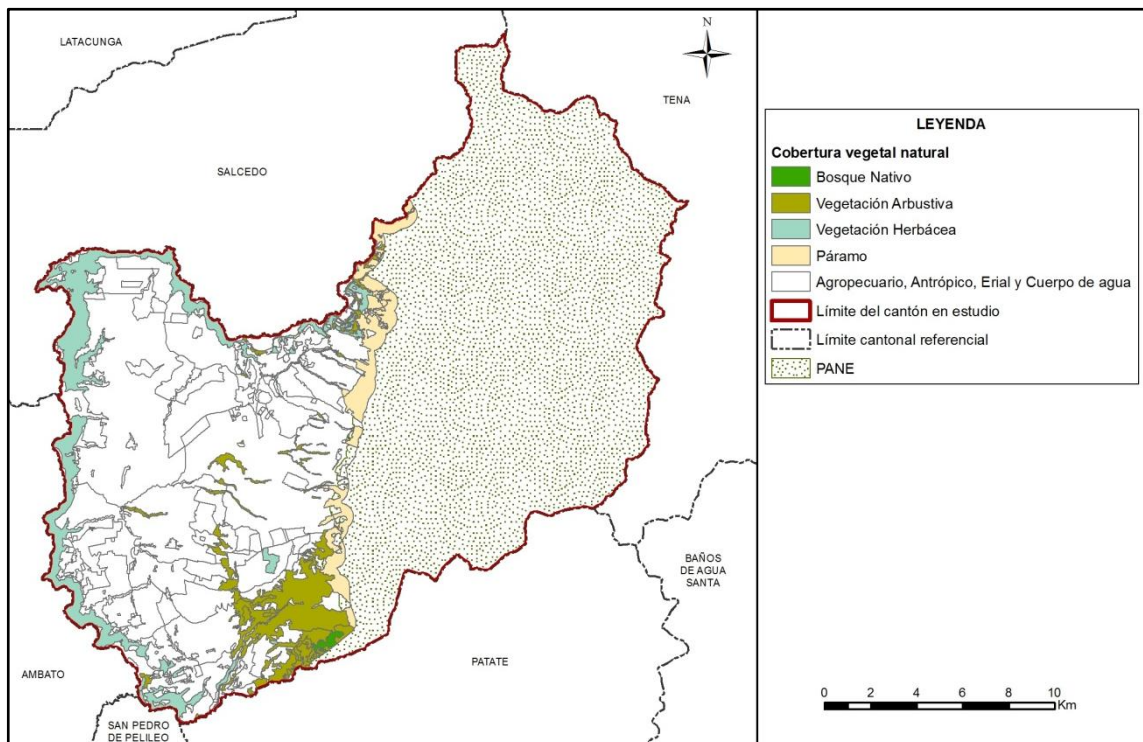 LATACUNGA
N
TENA
SALCEDO
BAÑOS
DE AGUA
SANTA
PATATE
AMBATO
SAN PEDRO
DE PELILEO
LEYENDA
Cobertura vegetal natural
Bosque Nativo
Vegetación Arbustiva
Vegetación Herbácea
Páramo
Agropecuario, Antrópico, Erial y Cuerpo de agua
Límite del cantón en estudio
Límite cantonal referencial
PANE
0 2 4 6 8 10
Km